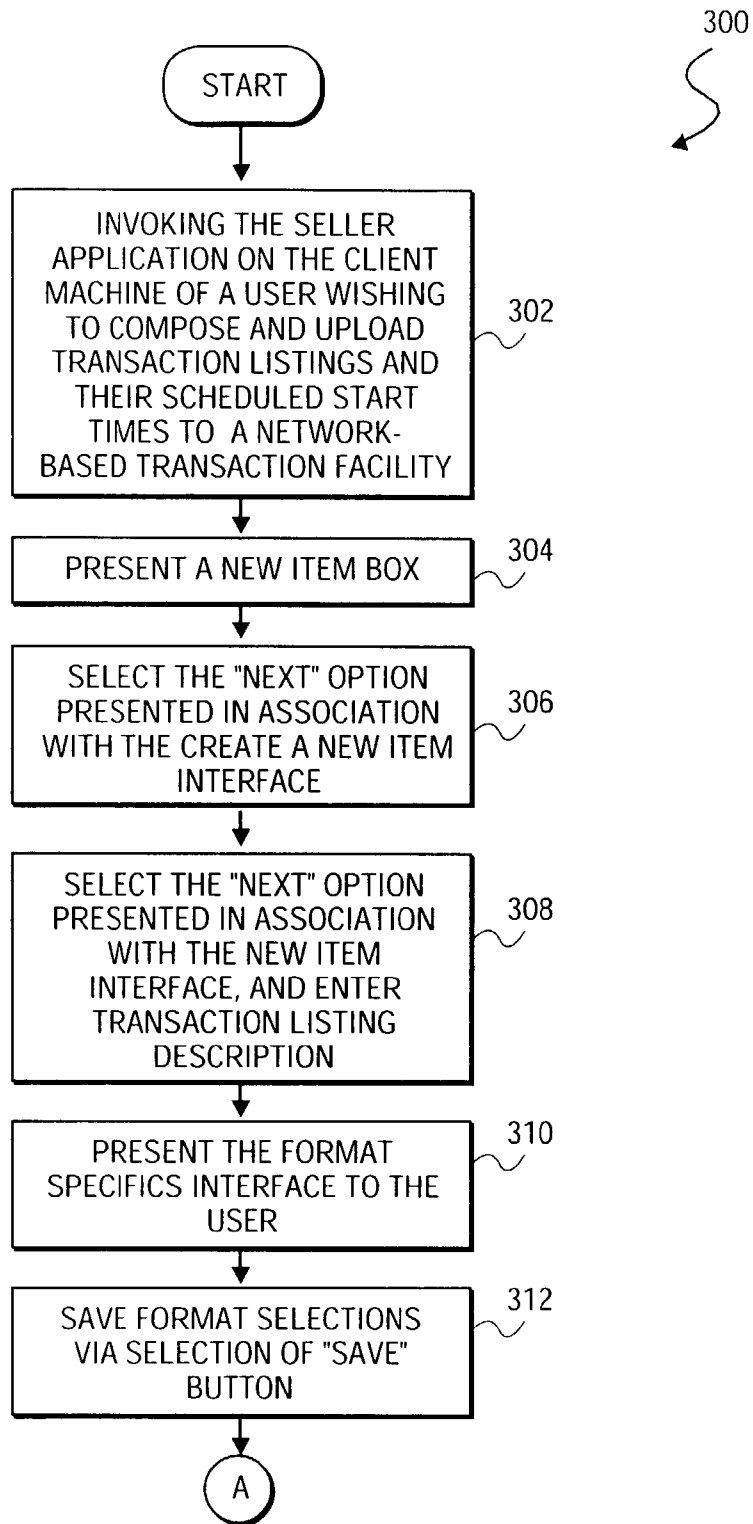 300
START
INVOKING THE SELLER
APPLICATION ON THE CLIENT
MACHINE OF A USER WISHING
TO COMPOSE AND UPLOAD
TRANSACTION LISTINGS AND
THEIR SCHEDULED START
TIMES TO A NETWORK-
BASED TRANSACTION FACILITY
302
PRESENT A NEW ITEM BOX
304
SELECT THE "NEXT" OPTION
PRESENTED IN ASSOCIATION
WITH THE CREATE A NEW ITEM
INTERFACE
306
SELECT THE "NEXT" OPTION
PRESENTED IN ASSOCIATION
WITH THE NEW ITEM
INTERFACE, AND ENTER
TRANSACTION LISTING
DESCRIPTION
308
PRESENT THE FORMAT
SPECIFICS INTERFACE TO THE
USER
310
SAVE FORMAT SELECTIONS
VIA SELECTION OF "SAVE"
BUTTON
312
A